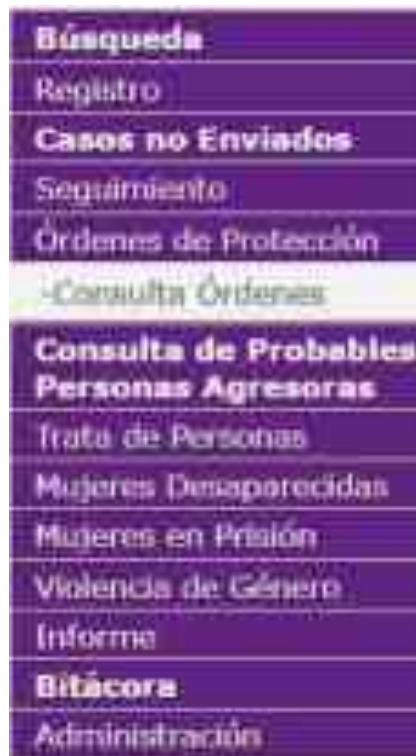 Búsqueda
Registro
Casos no Enviados
Seguimiento
Órdenes de Protección
-Consulta Órdenes
Consulta de Probables
Personas Agresoras
Trata de Personas
Mujeres Desaparecidas
Mujeres en Prisión
Violencia de Género
Informe
Bitácora
Administración